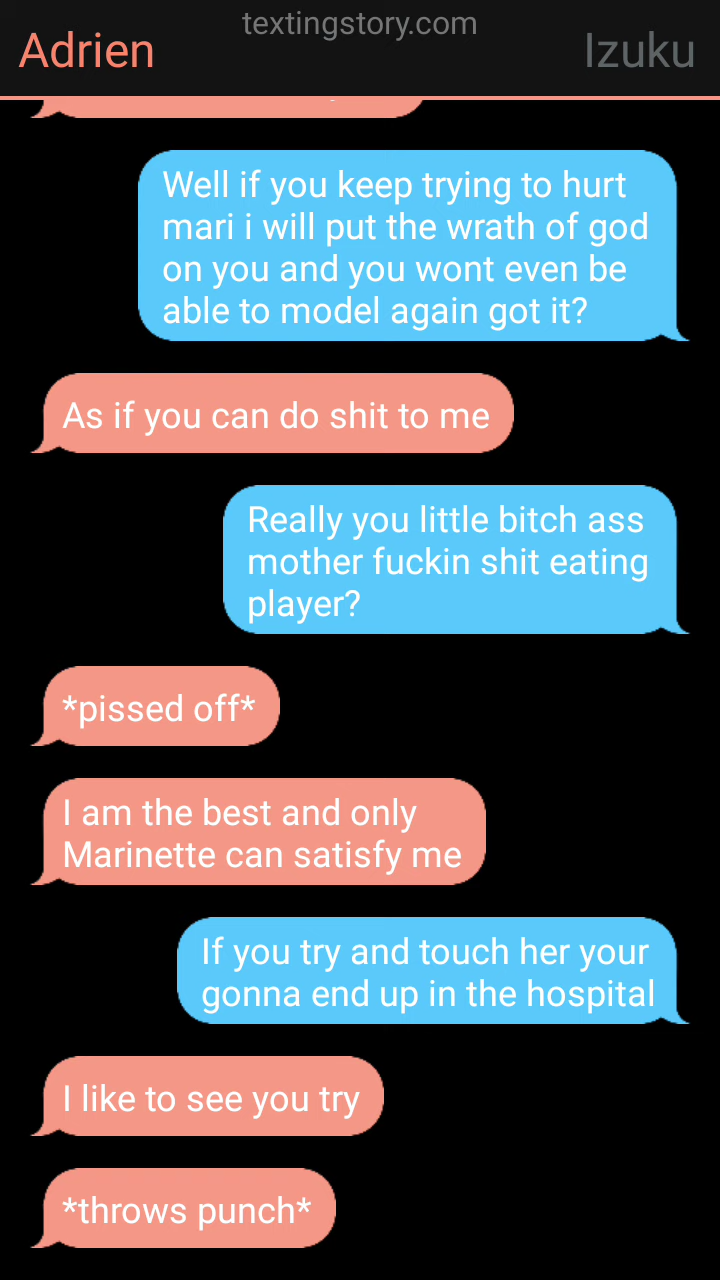 textingstory.com
Adrien
Izuku
Well if you keep trying to hurt
mari i will put the wrath of god
on you and you wont even be
able to model again got it?
As if you can do shit to me
Really you little bitch ass
mother fuckin shit eating
player?
*pissed off*
I am the best and only
Marinette can satisfy me
If you try and touch her your
gonna end up in the hospital
I like to see you try
*throws punch*